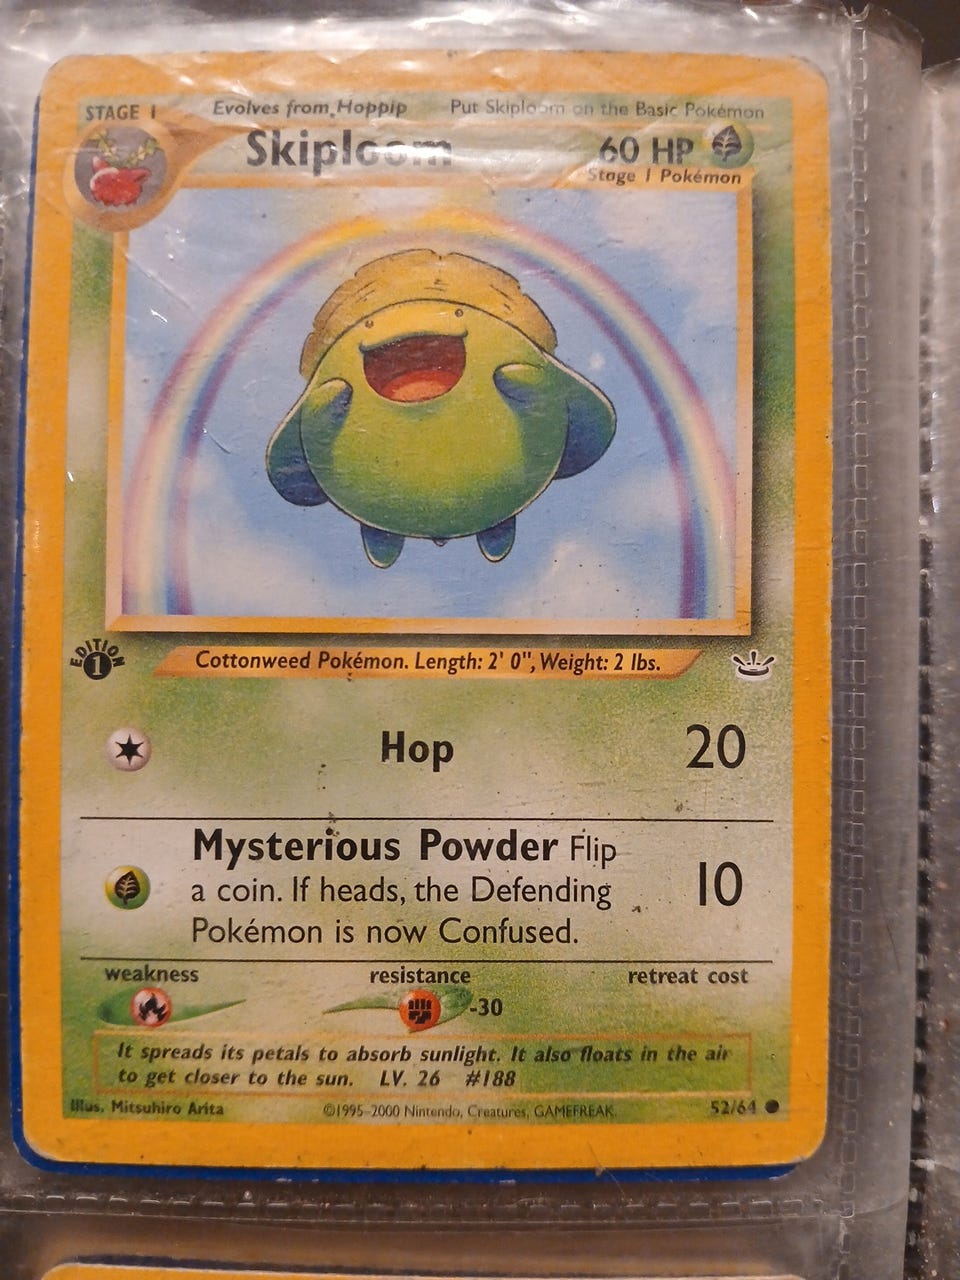 STAGE 1 Evolves from Hoppip Put Skiploom on the Basic Pokémon
Skiploom 60 HP
Stage 1 Pokémon
EDITION 1
Cottonweed Pokémon. Length: 2' 0", Weight: 2 lbs.
Hop 20
Mysterious Powder Flip
a coin. If heads, the Defending 10
Pokémon is now Confused.
weakness resistance retreat cost
-30
It spreads its petals to absorb sunlight. It also floats in the air
to get closer to the sun. LV. 26 #188
Illus. Mitsuhiro Arita ©1995-2000 Nintendo, Creatures, GAMEFREAK. 52/64